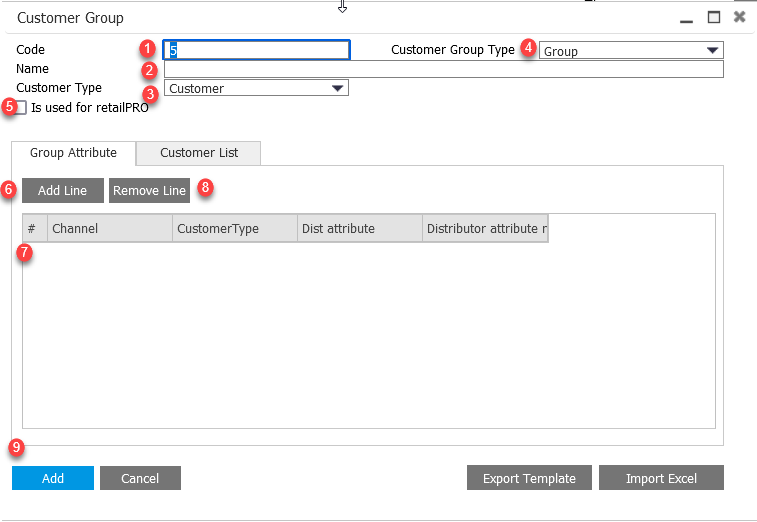 Customer Group
Code 1 5 Customer Group Type 4 Group
Name 2
Customer Type 3 Customer
5 Is used for retailPRO
Group Attribute Customer List
6 Add Line Remove Line 8
# Channel CustomerType Dist attribute Distributor attribute r
7
9
Add Cancel Export Template Import Excel